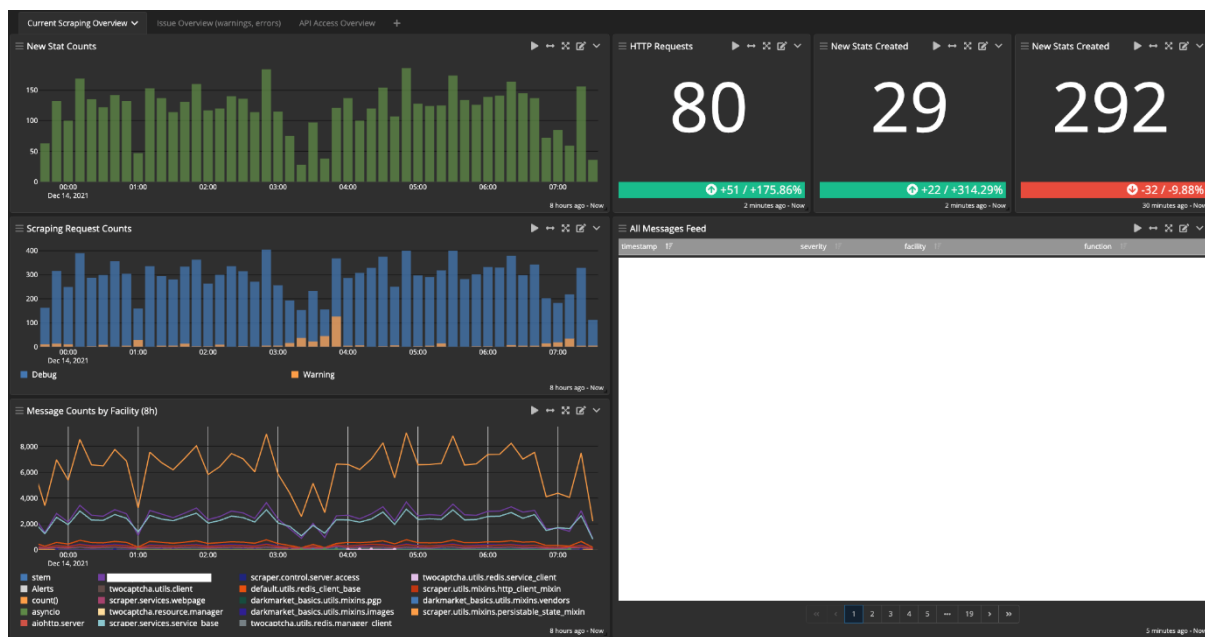 Current Scraping Overview
Issue Overview (warnings, errors)
API Access Overview
+
New Stat Counts
150
100
50
0
00:00 01:00 02:00 03:00 04:00 05:00 06:00 07:00
Dec 14, 2021
8 hours ago - Now
HTTP Requests
80
+51 / +175.86%
2 minutes ago - Now
New Stats Created
29
+22 / +314.29%
2 minutes ago - Now
New Stats Created
292
-32 / -9.88%
30 minutes ago - Now
Scraping Request Counts
400
300
200
100
0
00:00 01:00 02:00 03:00 04:00 05:00 06:00 07:00
Dec 14, 2021
Debug Warning
8 hours ago - Now
All Messages Feed
timestamp severity facility function
« ‹ 1 2 3 4 5 ••• 19 › »
5 minutes ago - Now
Message Counts by Facility (8h)
8,000
6,000
4,000
2,000
0
00:00 01:00 02:00 03:00 04:00 05:00 06:00 07:00
Dec 14, 2021
stem scraper.control.server.access twocaptcha.utils.redis.service_client
Alerts twocaptcha.utils.client default.utils.redis_client_base scraper.utils.mixins.http_client_mixin
count() scraper.services.webpage darkmarket_basics.utils.mixins.pgp darkmarket_basics.utils.mixins.vendors
asyncio twocaptcha.resource.manager darkmarket_basics.utils.mixins.images scraper.utils.mixins.persistable_state_mixin
aiohttp.server scraper.services.service_base twocaptcha.utils.redis.manager_client
8 hours ago - Now